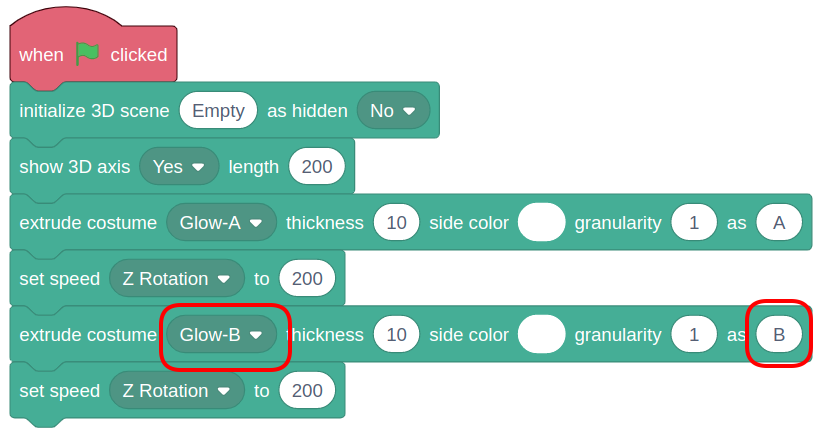 when clicked
initialize 3D scene Empty as hidden No
show 3D axis Yes length 200
extrude costume Glow-A thickness 10 side color granularity 1 as A
set speed Z Rotation to 200
extrude costume Glow-B thickness 10 side color granularity 1 as B
set speed Z Rotation to 200